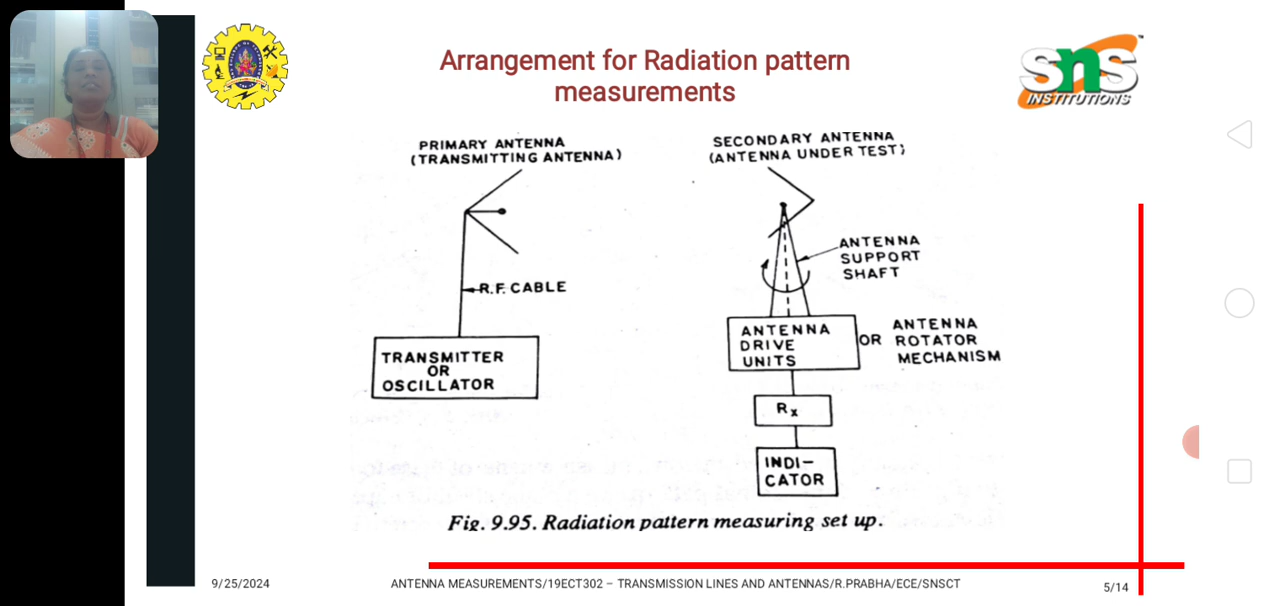 Arrangement for Radiation pattern
measurements
SNS
INSTITUTIONS
PRIMARY ANTENNA
(TRANSMITTING ANTENNA)
SECONDARY ANTENNA
(ANTENNA UNDER TEST)
ANTENNA
SUPPORT
SHAFT
R.F. CABLE
TRANSMITTER
OR
OSCILLATOR
ANTENNA
DRIVE
UNITS
OR
ANTENNA
ROTATOR
MECHANISM
Rx
INDI-
CATOR
Fig. 9.95. Radiation pattern measuring set up.
9/25/2024
ANTENNA MEASUREMENTS/19ECT302 – TRANSMISSION LINES AND ANTENNAS/R.PRABHA/ECE/SNSCT
5/14